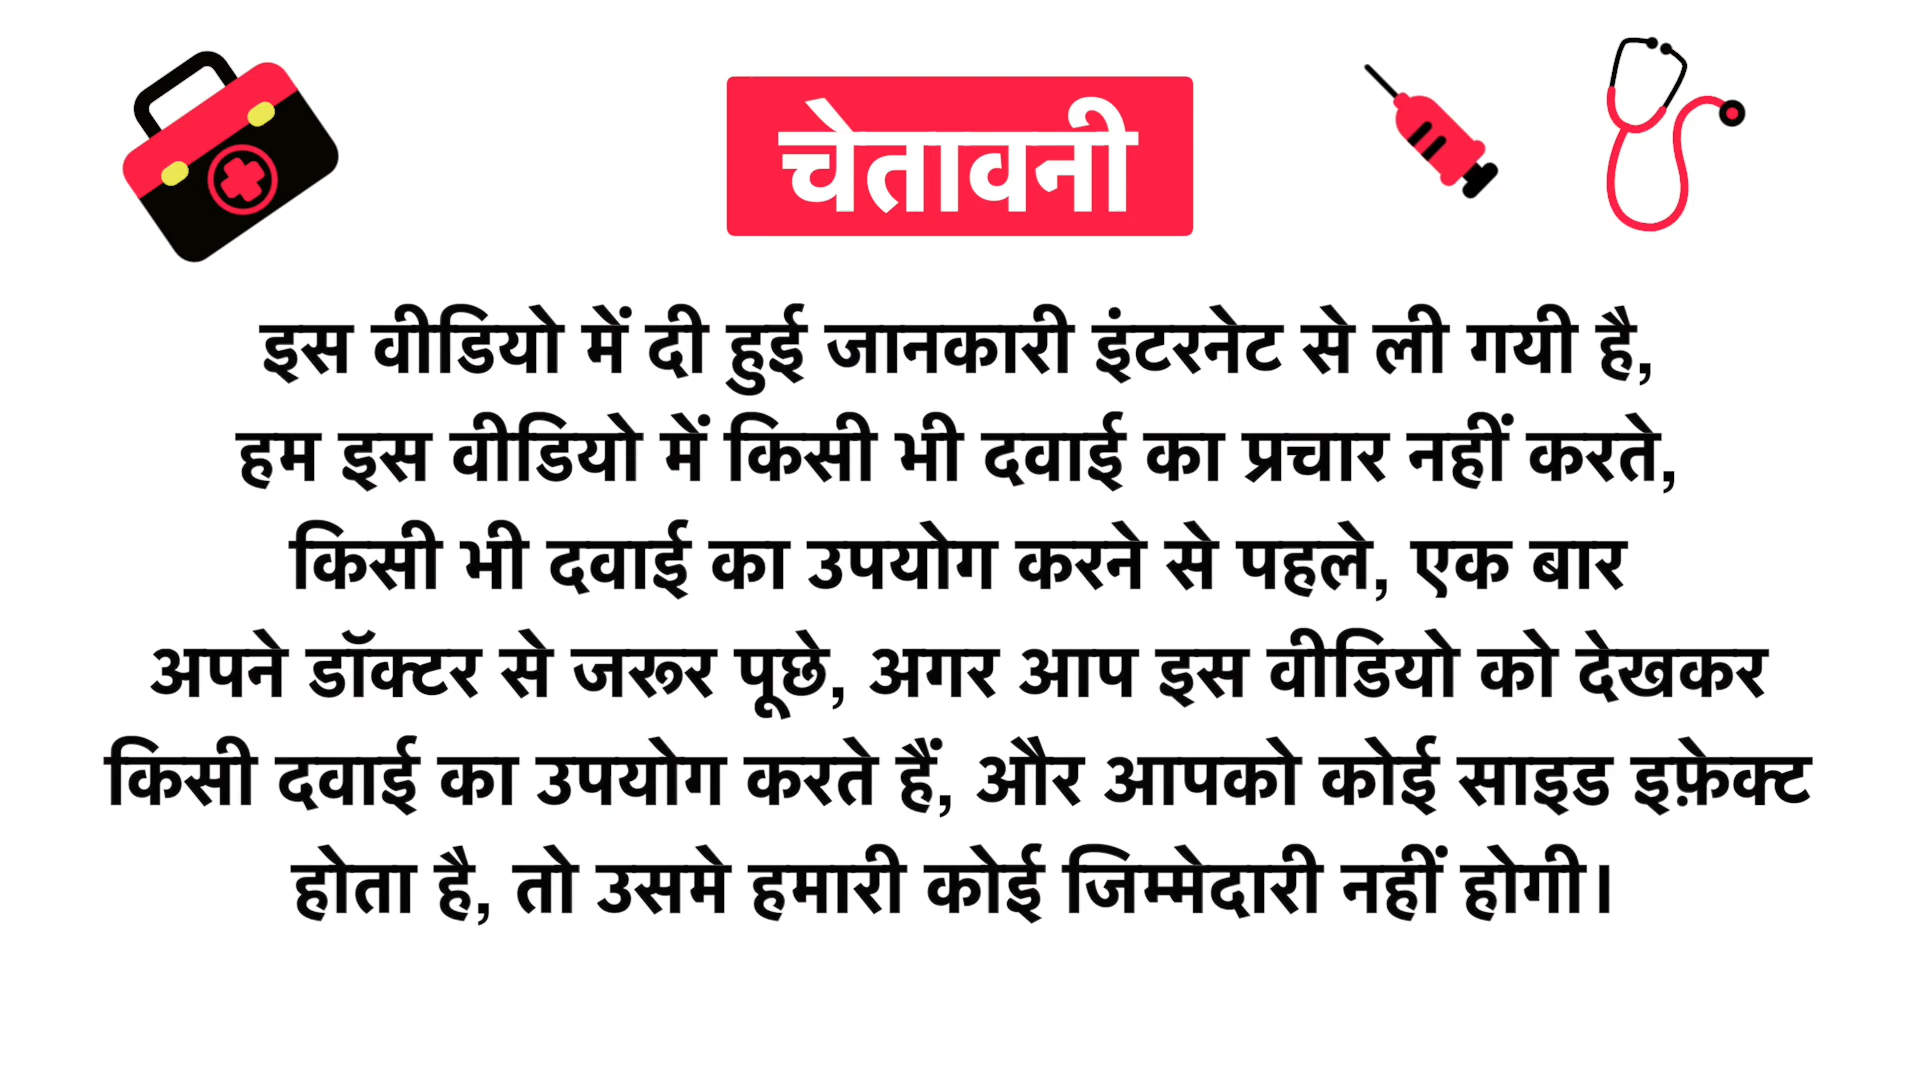 चेतावनी
इस वीडियो में दी हुई जानकारी इंटरनेट से ली गयी है,
हम इस वीडियो में किसी भी दवाई का प्रचार नहीं करते,
किसी भी दवाई का उपयोग करने से पहले, एक बार
अपने डॉक्टर से जरूर पूछे, अगर आप इस वीडियो को देखकर
किसी दवाई का उपयोग करते हैं, और आपको कोई साइड इफ़ेक्ट
होता है, तो उसमे हमारी कोई जिम्मेदारी नहीं होगी।